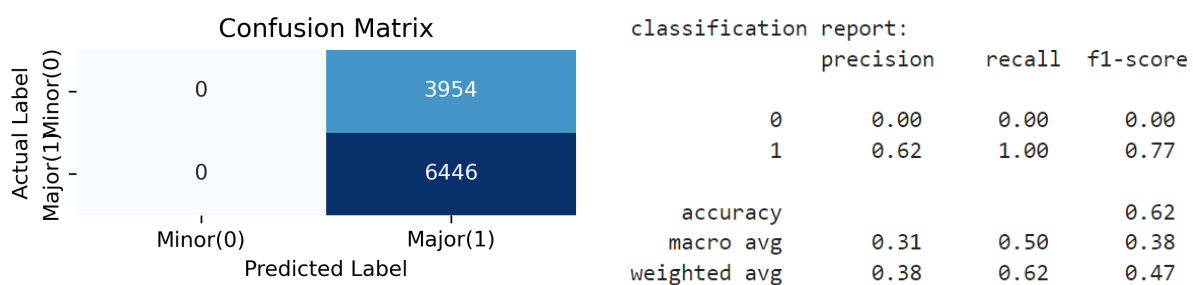 Confusion Matrix
Actual Label
Minor(0)
Major(1)
0 3954
0 6446
Minor(0) Major(1)
Predicted Label
classification report:
precision recall f1-score
0 0.00 0.00 0.00
1 0.62 1.00 0.77
accuracy 0.62
macro avg 0.31 0.50 0.38
weighted avg 0.38 0.62 0.47